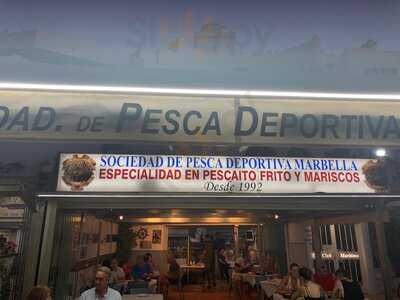 DAD. DE PESCA DEPORTIVA
SOCIEDAD DE PESCA DEPORTIVA MARBELLA
ESPECIALIDAD EN PESCAITO FRITO Y MARISCOS
Desde 1992